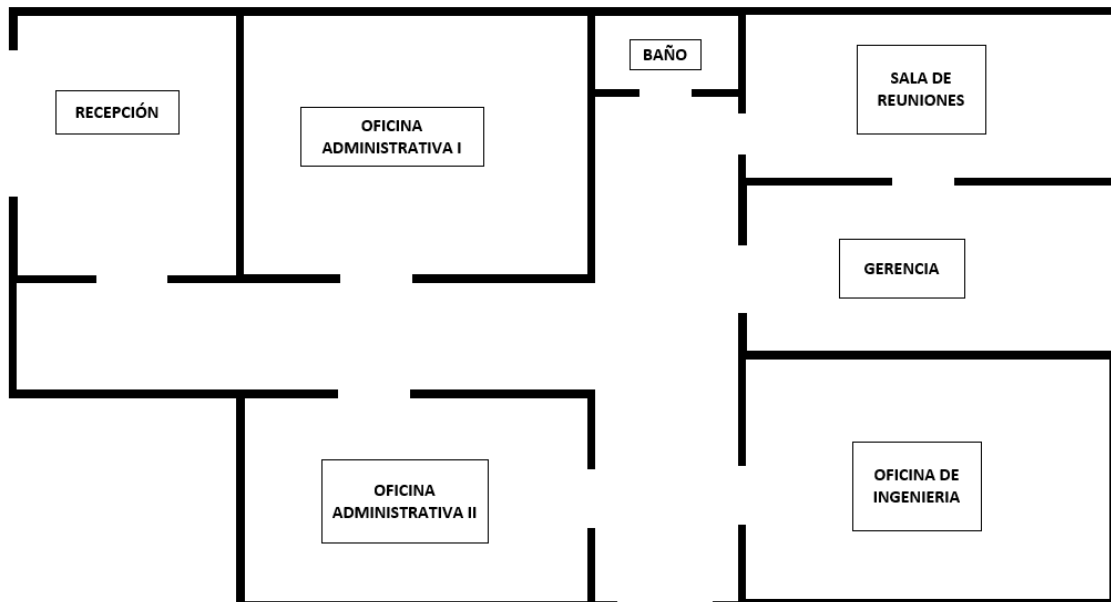 RECEPCIÓN
OFICINA
ADMINISTRATIVA I
BAÑO
SALA DE
REUNIONES
GERENCIA
OFICINA
ADMINISTRATIVA II
OFICINA DE
INGENIERIA